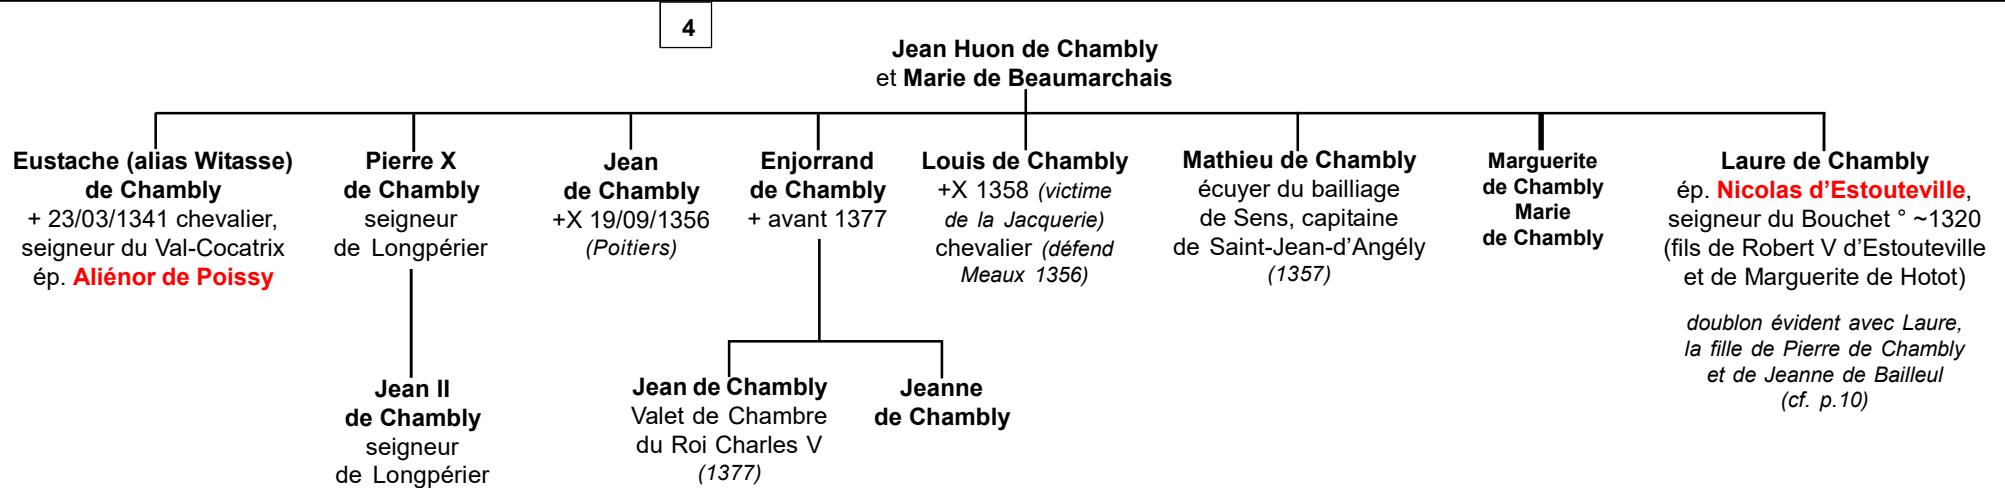 4
Jean Huon de Chambly
et Marie de Beaumarchais
Eustache (alias Witasse)
de Chambly
+ 23/03/1341 chevalier,
seigneur du Val-Cocatrix
ép. Aliénor de Poissy
Pierre X
de Chambly
seigneur
de Longpérier
Jean
de Chambly
+X 19/09/1356
(Poitiers)
Enjorrand
de Chambly
+ avant 1377
Louis de Chambly
+X 1358 (victime
de la Jacquerie)
chevalier (défend
Meaux 1356)
Mathieu de Chambly
écuyer du bailliage
de Sens, capitaine
de Saint-Jean-d'Angély
(1357)
Marguerite
de Chambly
Marie
de Chambly
Laure de Chambly
ép. Nicolas d'Estouteville,
seigneur du Bouchet ° ~1320
(fils de Robert V d'Estouteville
et de Marguerite de Hotot)
doublon évident avec Laure,
la fille de Pierre de Chambly
et de Jeanne de Bailleul
(cf. p.10)
Jean II
de Chambly
seigneur
de Longpérier
Jean de Chambly
Valet de Chambre
du Roi Charles V
(1377)
Jeanne
de Chambly